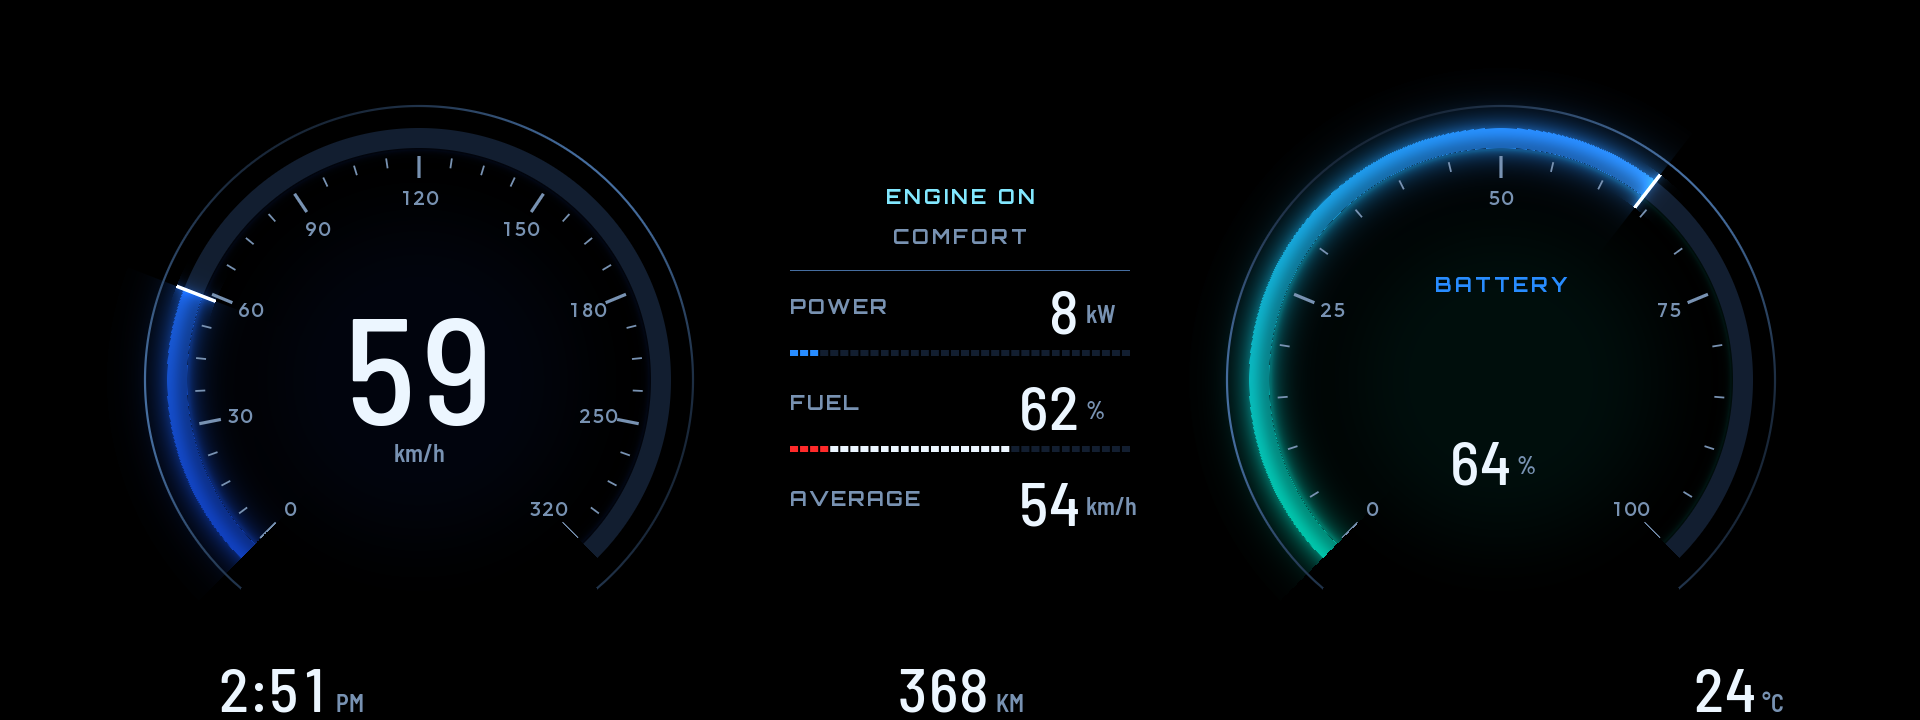 120
90
150
60
180
30
250
0
320
59
km/h
ENGINE ON
COMFORT
POWER
8 kW
FUEL
62 %
AVERAGE
54 km/h
50
25
75
0
100
BATTERY
64 %
2:51 PM
368 KM
24 °C